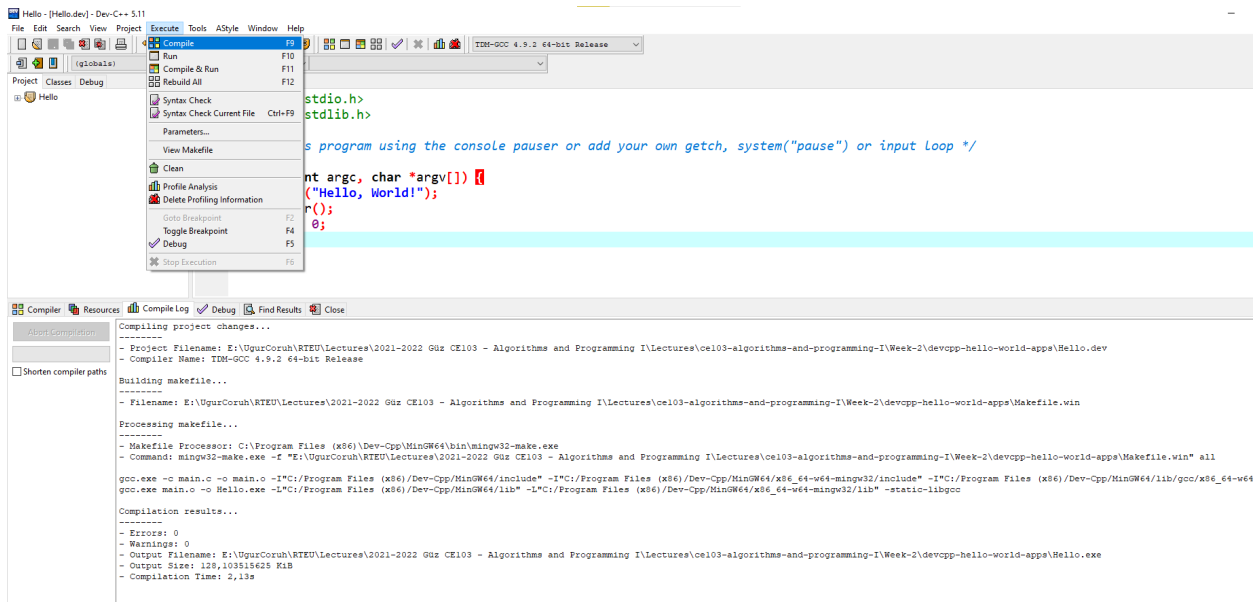 Hello - [Hello.dev] - Dev-C++ 5.11
File Edit Search View Project Execute Tools AStyle Window Help
TDM-GCC 4.9.2 64-bit Release
(globals)
Project Classes Debug
Hello
Compile F9
Run F10
Compile & Run F11
Rebuild All F12
Syntax Check
Syntax Check Current File Ctrl+F9
Parameters...
View Makefile
Clean
Profile Analysis
Delete Profiling Information
Goto Breakpoint F2
Toggle Breakpoint F4
Debug F5
Stop Execution F6
stdio.h>
stdlib.h>
s program using the console pauser or add your own getch, system("pause") or input loop */
nt argc, char *argv[]) {
("Hello, World!");
r();
0;
Compiler Resources Compile Log Debug Find Results Close
Abort Compilation
Shorten compiler paths
Compiling project changes...
--------
- Project Filename: E:\UgurCoruh\RTEU\Lectures\2021-2022 Güz CE103 - Algorithms and Programming I\Lectures\ce103-algorithms-and-programming-I\Week-2\devcpp-hello-world-apps\Hello.dev
- Compiler Name: TDM-GCC 4.9.2 64-bit Release
Building makefile...
--------
- Filename: E:\UgurCoruh\RTEU\Lectures\2021-2022 Güz CE103 - Algorithms and Programming I\Lectures\ce103-algorithms-and-programming-I\Week-2\devcpp-hello-world-apps\Makefile.win
Processing makefile...
--------
- Makefile Processor: C:\Program Files (x86)\Dev-Cpp\MinGW64\bin\mingw32-make.exe
- Command: mingw32-make.exe -f "E:\UgurCoruh\RTEU\Lectures\2021-2022 Güz CE103 - Algorithms and Programming I\Lectures\ce103-algorithms-and-programming-I\Week-2\devcpp-hello-world-apps\Makefile.win" all
gcc.exe -c main.c -o main.o -I"C:/Program Files (x86)/Dev-Cpp/MinGW64/include" -I"C:/Program Files (x86)/Dev-Cpp/MinGW64/x86_64-w64-mingw32/include" -I"C:/Program Files (x86)/Dev-Cpp/MinGW64/lib/gcc/x86_64-w64
gcc.exe main.o -o Hello.exe -L"C:/Program Files (x86)/Dev-Cpp/MinGW64/lib" -L"C:/Program Files (x86)/Dev-Cpp/MinGW64/x86_64-w64-mingw32/lib" -static-libgcc
Compilation results...
--------
- Errors: 0
- Warnings: 0
- Output Filename: E:\UgurCoruh\RTEU\Lectures\2021-2022 Güz CE103 - Algorithms and Programming I\Lectures\ce103-algorithms-and-programming-I\Week-2\devcpp-hello-world-apps\Hello.exe
- Output Size: 128,103515625 KiB
- Compilation Time: 2,13s